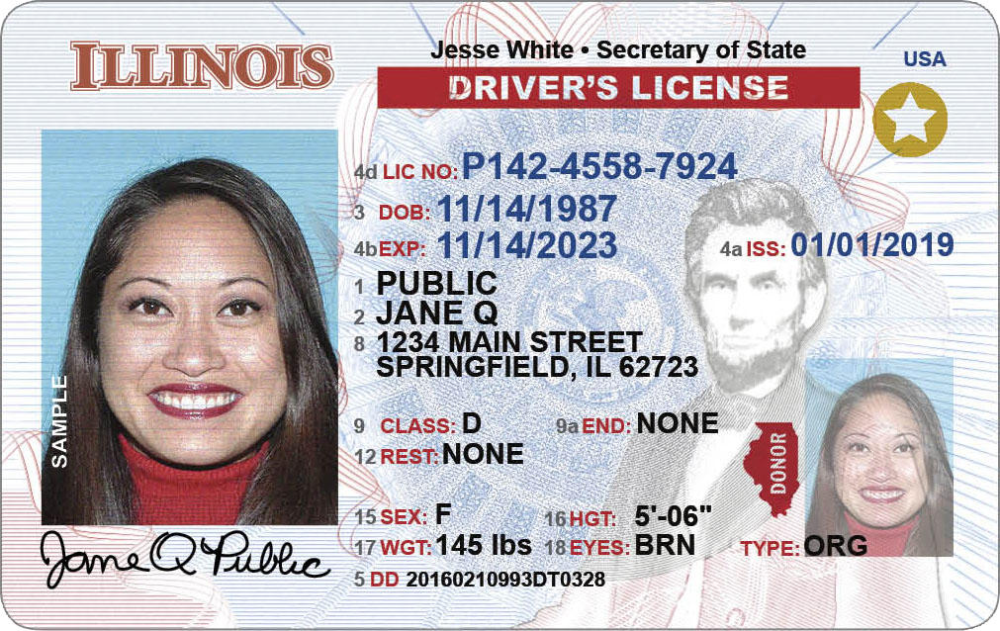 ILLINOIS
Jesse White • Secretary of State
USA
DRIVER'S LICENSE
4d LIC NO: P142-4558-7924
3 DOB: 11/14/1987
4b EXP: 11/14/2023
4a ISS: 01/01/2019
1 PUBLIC
2 JANE Q
8 1234 MAIN STREET
SPRINGFIELD, IL 62723
9 CLASS: D
9a END: NONE
12 REST: NONE
SAMPLE
DONOR
15 SEX: F
16 HGT: 5'-06"
17 WGT: 145 lbs
18 EYES: BRN
TYPE: ORG
5 DD 20160210993DT0328
Jane Q Public